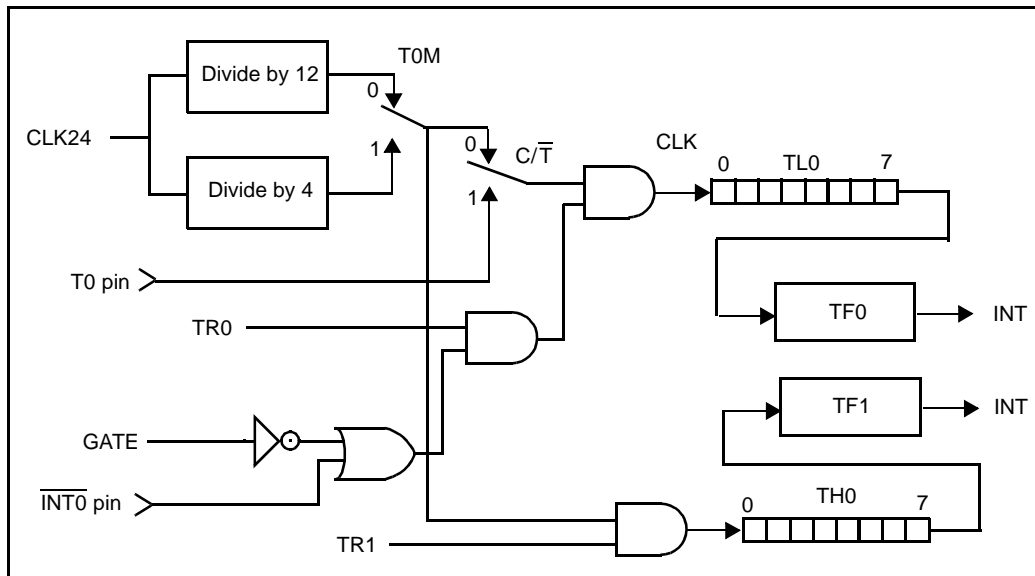 T0M
Divide by 12
0
CLK24
1
0
C/T̅
CLK
0 TL0 7
Divide by 4
1
T0 pin
TR0
TF0
INT
TF1
INT
GATE
I̅N̅T̅0̅ pin
0 TH0 7
TR1